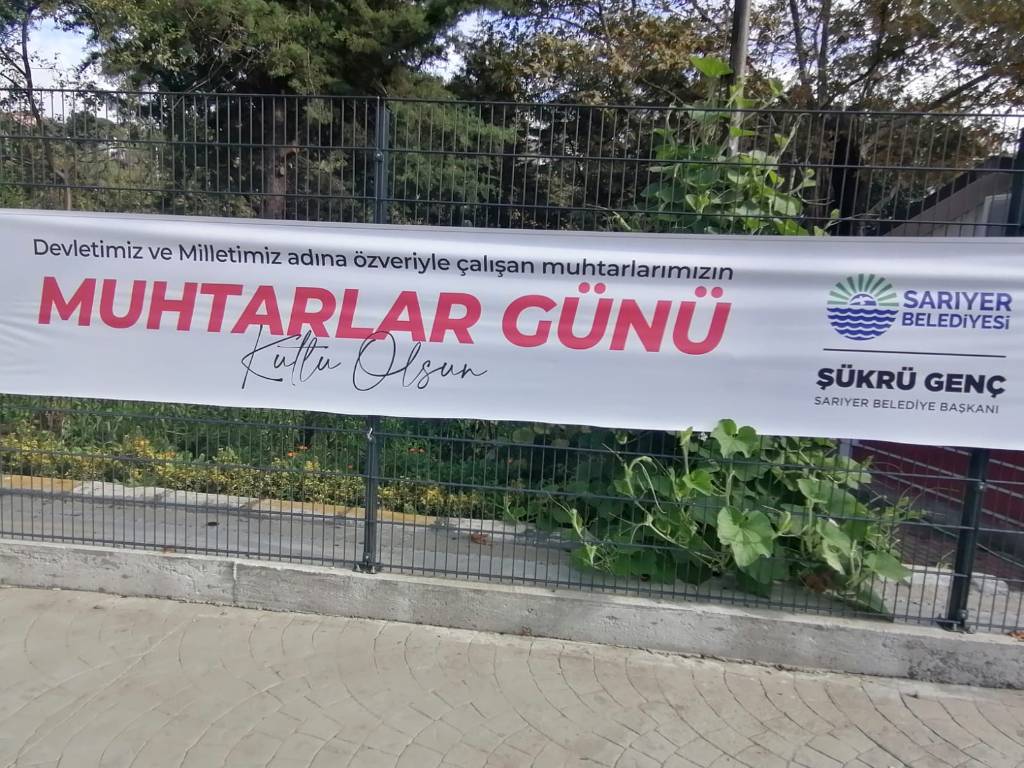 Devletimiz ve Milletimiz adına özveriyle çalışan muhtarlarımızın
MUHTARLAR GÜNÜ
Kutlu Olsun
SARIYER
BELEDİYESİ
ŞÜKRÜ GENÇ
SARIYER BELEDİYE BAŞKANI